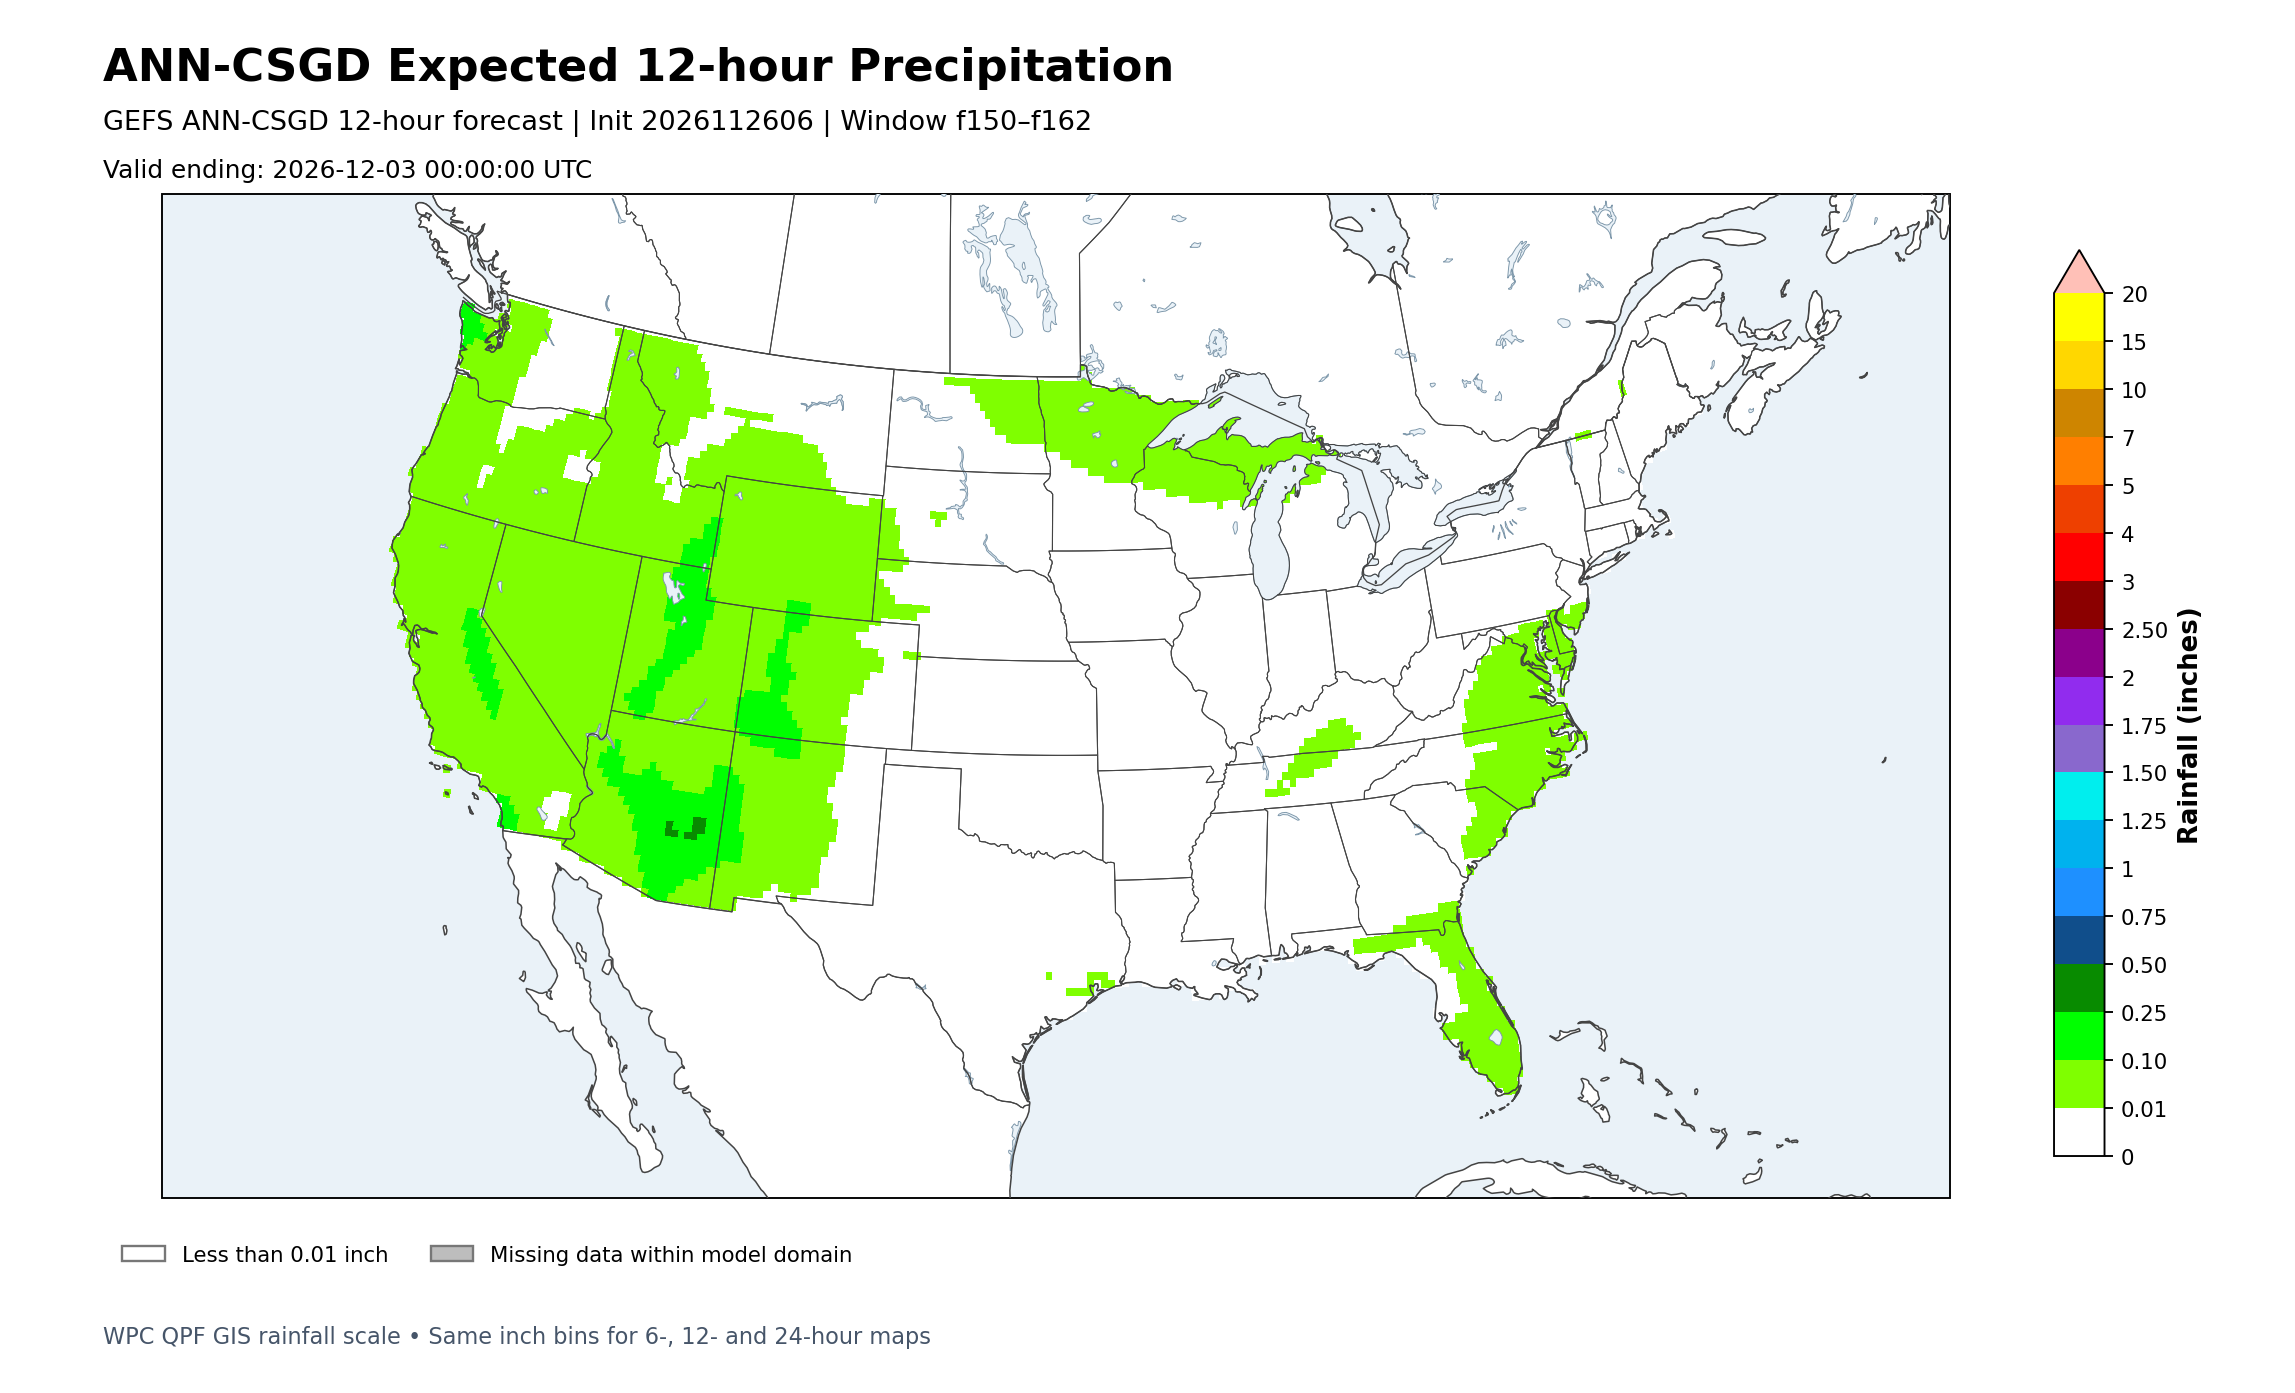 ANN-CSGD Expected 12-hour Precipitation
GEFS ANN-CSGD 12-hour forecast | Init 2026112606 | Window f150–f162
Valid ending: 2026-12-03 00:00:00 UTC
20
15
10
7
5
4
3
2.50
2
1.75
1.50
1.25
1
0.75
0.50
0.25
0.10
0.01
0
Rainfall (inches)
Less than 0.01 inch
Missing data within model domain
WPC QPF GIS rainfall scale • Same inch bins for 6-, 12- and 24-hour maps